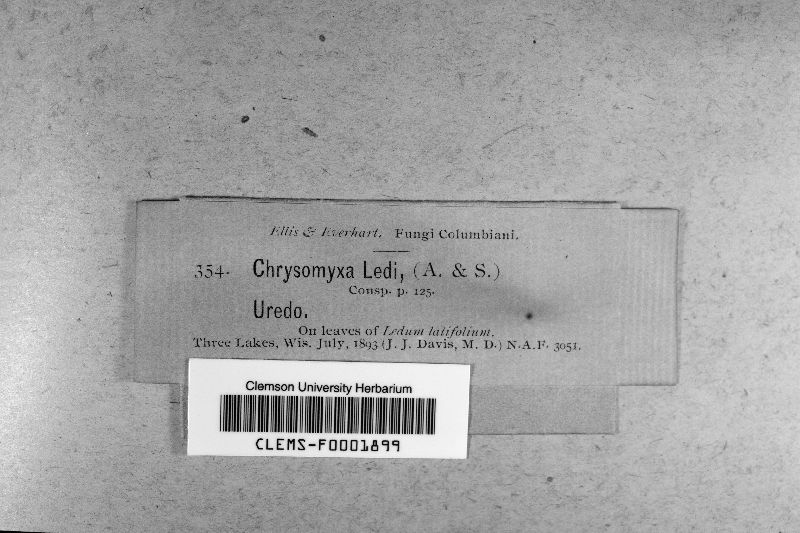 Ellis & Everhart. Fungi Columbiani.
354. Chrysomyxa Ledi, (A. & S.)
Consp. p. 125.
Uredo.
On leaves of Ledum latifolium.
Three Lakes, Wis. July, 1893 (J. J. Davis, M. D.) N.A.F. 3051.
Clemson University Herbarium
CLEMS-F0001899